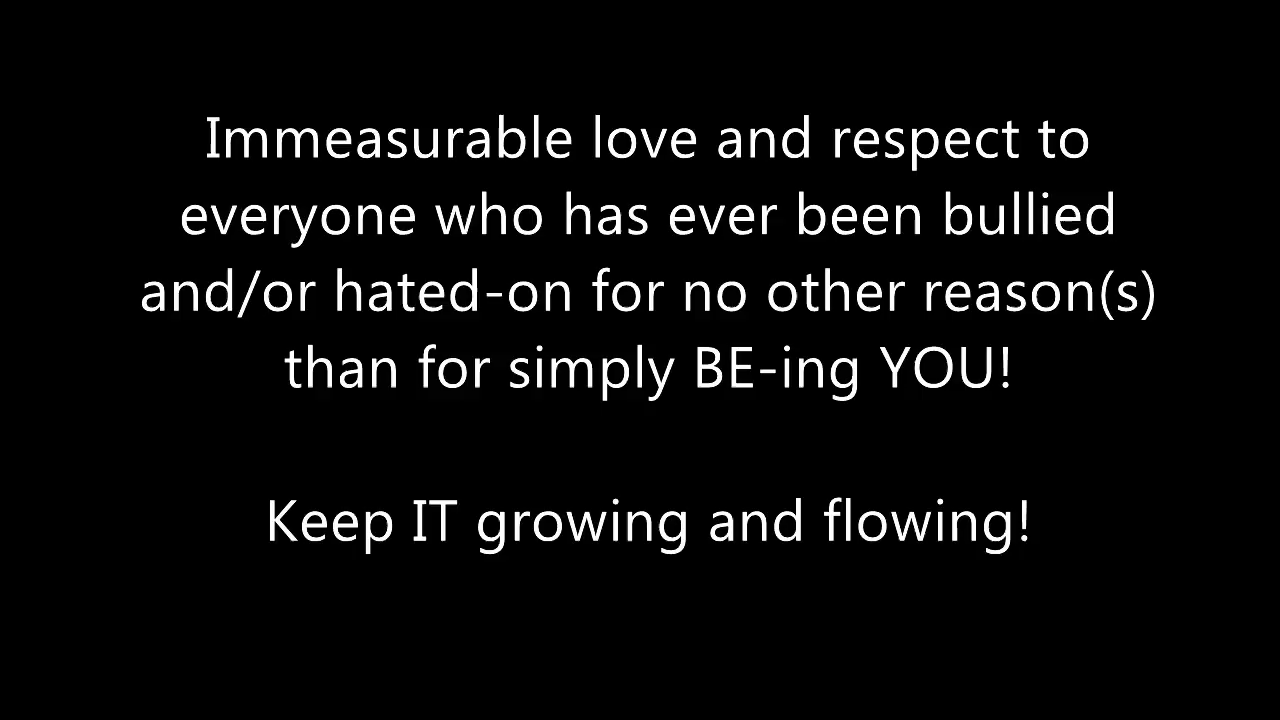 Immeasurable love and respect to
everyone who has ever been bullied
and/or hated-on for no other reason(s)
than for simply BE-ing YOU!
Keep IT growing and flowing!